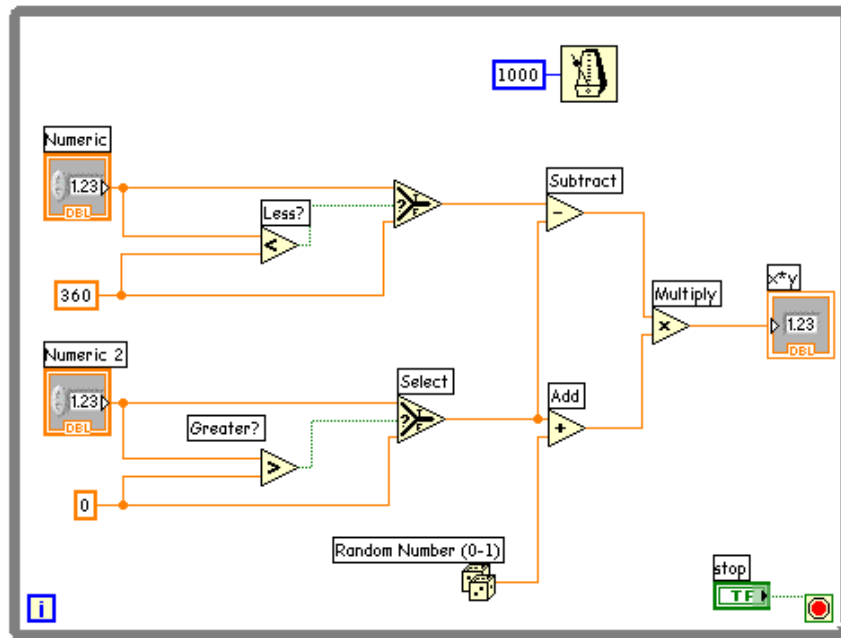 1000
Numeric
1.23
DBL
Less?
?
T
F
<
360
Subtract
-
Multiply
x
x*y
1.23
DBL
Numeric 2
1.23
DBL
Select
?
T
F
Greater?
>
0
Add
+
Random Number (0-1)
stop
TF
i